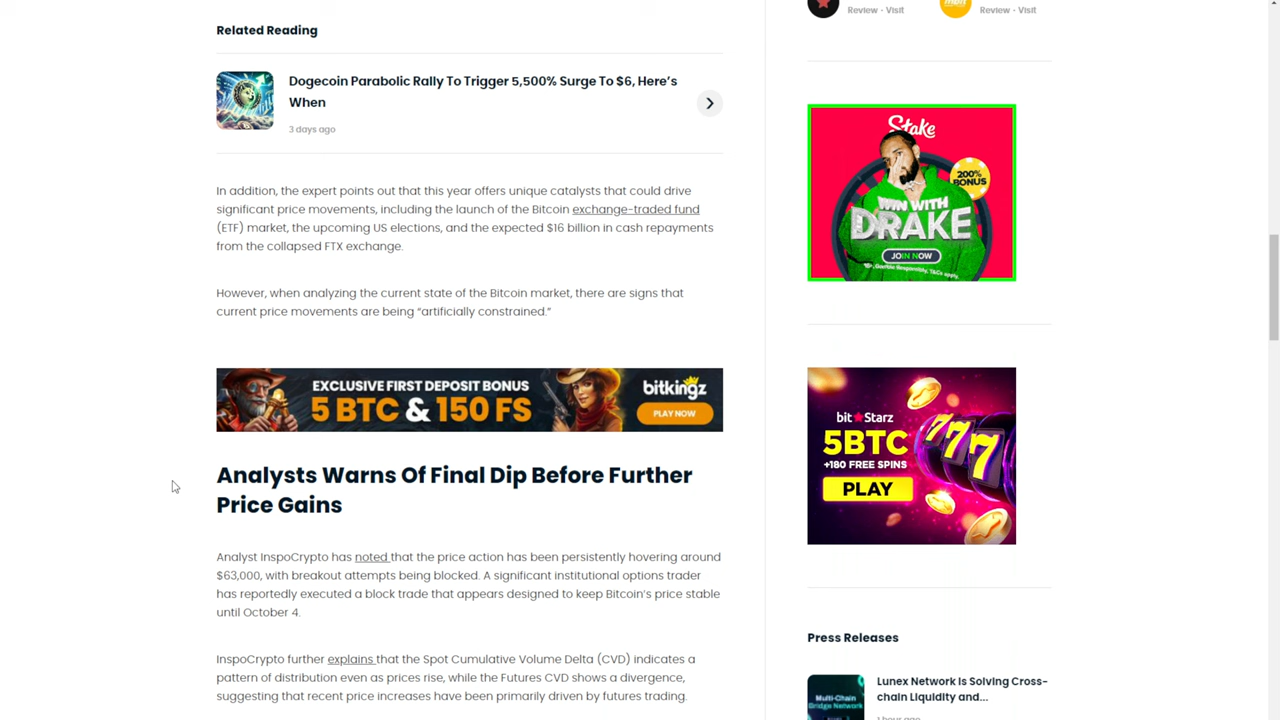 Related Reading
Dogecoin Parabolic Rally To Trigger 5,500% Surge To $6, Here's
When
3 days ago
In addition, the expert points out that this year offers unique catalysts that could drive
significant price movements, including the launch of the Bitcoin exchange-traded fund
(ETF) market, the upcoming US elections, and the expected $16 billion in cash repayments
from the collapsed FTX exchange.
However, when analyzing the current state of the Bitcoin market, there are signs that
current price movements are being “artificially constrained.”
EXCLUSIVE FIRST DEPOSIT BONUS
5 BTC & 150 FS
bitkingz
PLAY NOW
Analysts Warns Of Final Dip Before Further
Price Gains
Analyst InspoCrypto has noted that the price action has been persistently hovering around
$63,000, with breakout attempts being blocked. A significant institutional options trader
has reportedly executed a block trade that appears designed to keep Bitcoin's price stable
until October 4.
InspoCrypto further explains that the Spot Cumulative Volume Delta (CVD) indicates a
pattern of distribution even as prices rise, while the Futures CVD shows a divergence,
suggesting that recent price increases have been primarily driven by futures trading.
Review - Visit
Review - Visit
Stake
200%
BONUS
WIN WITH
DRAKE
JOIN NOW
Gamble Responsibly. T&Cs apply.
bit starz
5BTC
+180 FREE SPINS
777
PLAY
Press Releases
Multi-Chain
Bridge Network
Lunex Network Is Solving Cross-
chain Liquidity and...
1 hour ago